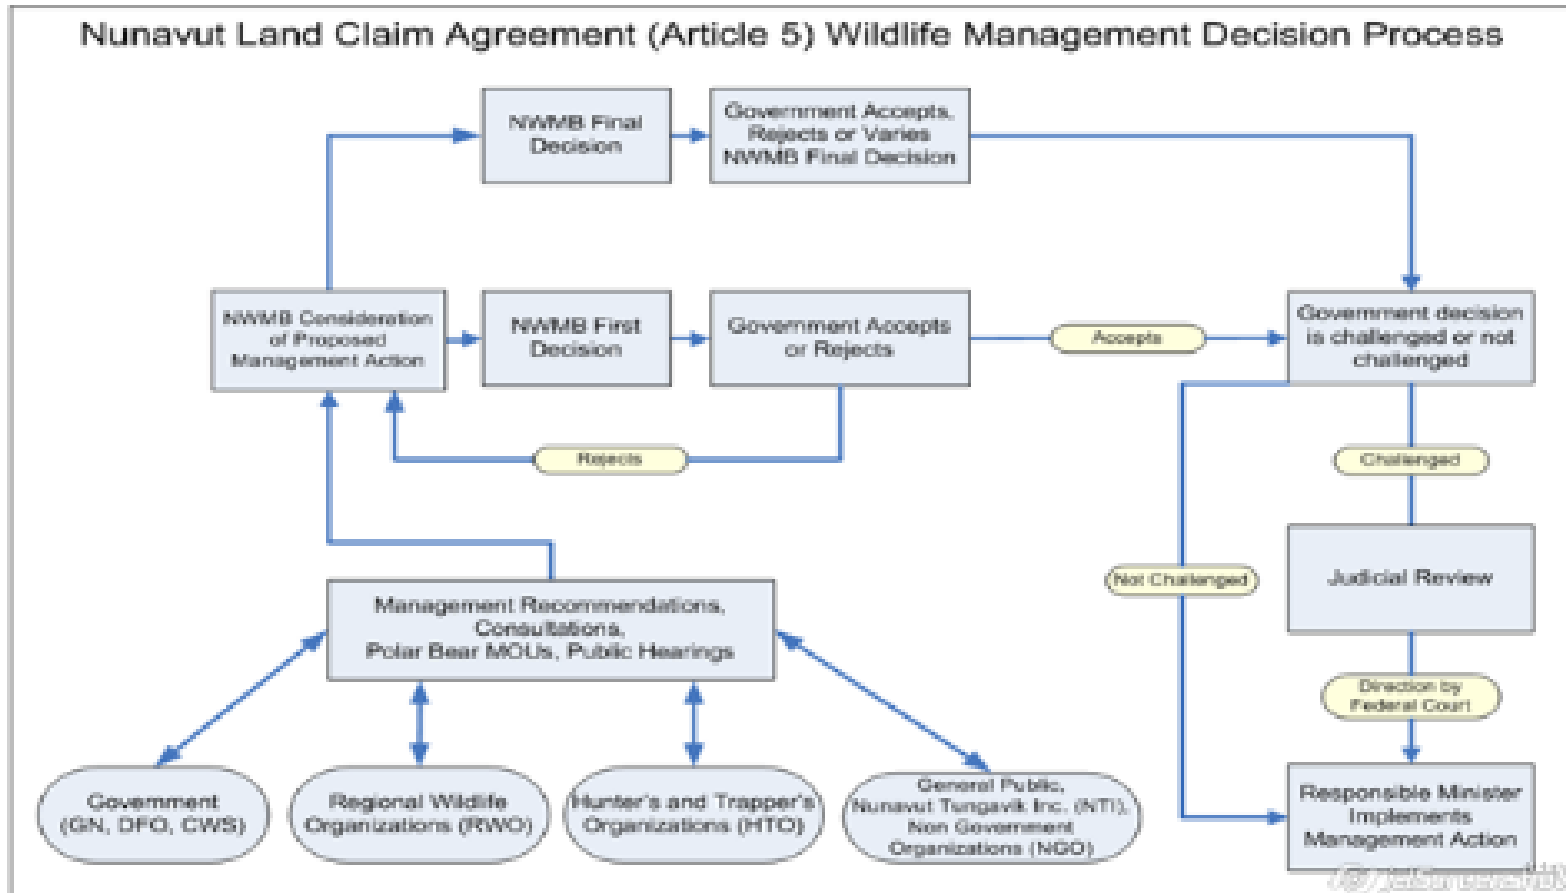 Nunavut Land Claim Agreement (Article 5) Wildlife Management Decision Process
NWMB Final
Decision
Government Accepts,
Rejects or Varies
NWMB Final Decision
NWMB Consideration
of Proposed
Management Action
NWMB First
Decision
Government Accepts
or Rejects
Accepts
Government decision
is challenged or not
challenged
Rejects
Challenged
Not Challenged
Judicial Review
Management Recommendations,
Consultations,
Polar Bear MOUs, Public Hearings
Direction by
Federal Court
Government
(GN, DFO, CWS)
Regional Wildlife
Organizations (RWO)
Hunter's and Trapper's
Organizations (HTO)
General Public,
Nunavut Tungavik Inc. (NTI),
Non Government
Organizations (NGO)
Responsible Minister
Implements
Management Action